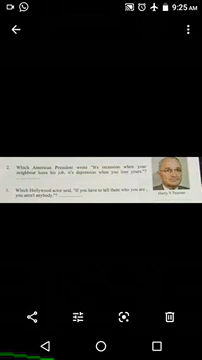 9:25 AM
2. Which American President wrote "It's recession when your
neighbour loses his job, it's depression when you lose yours."?
3. Which Hollywood actor said, "If you have to tell them who you are,
you aren't anybody."?
Harry S Truman